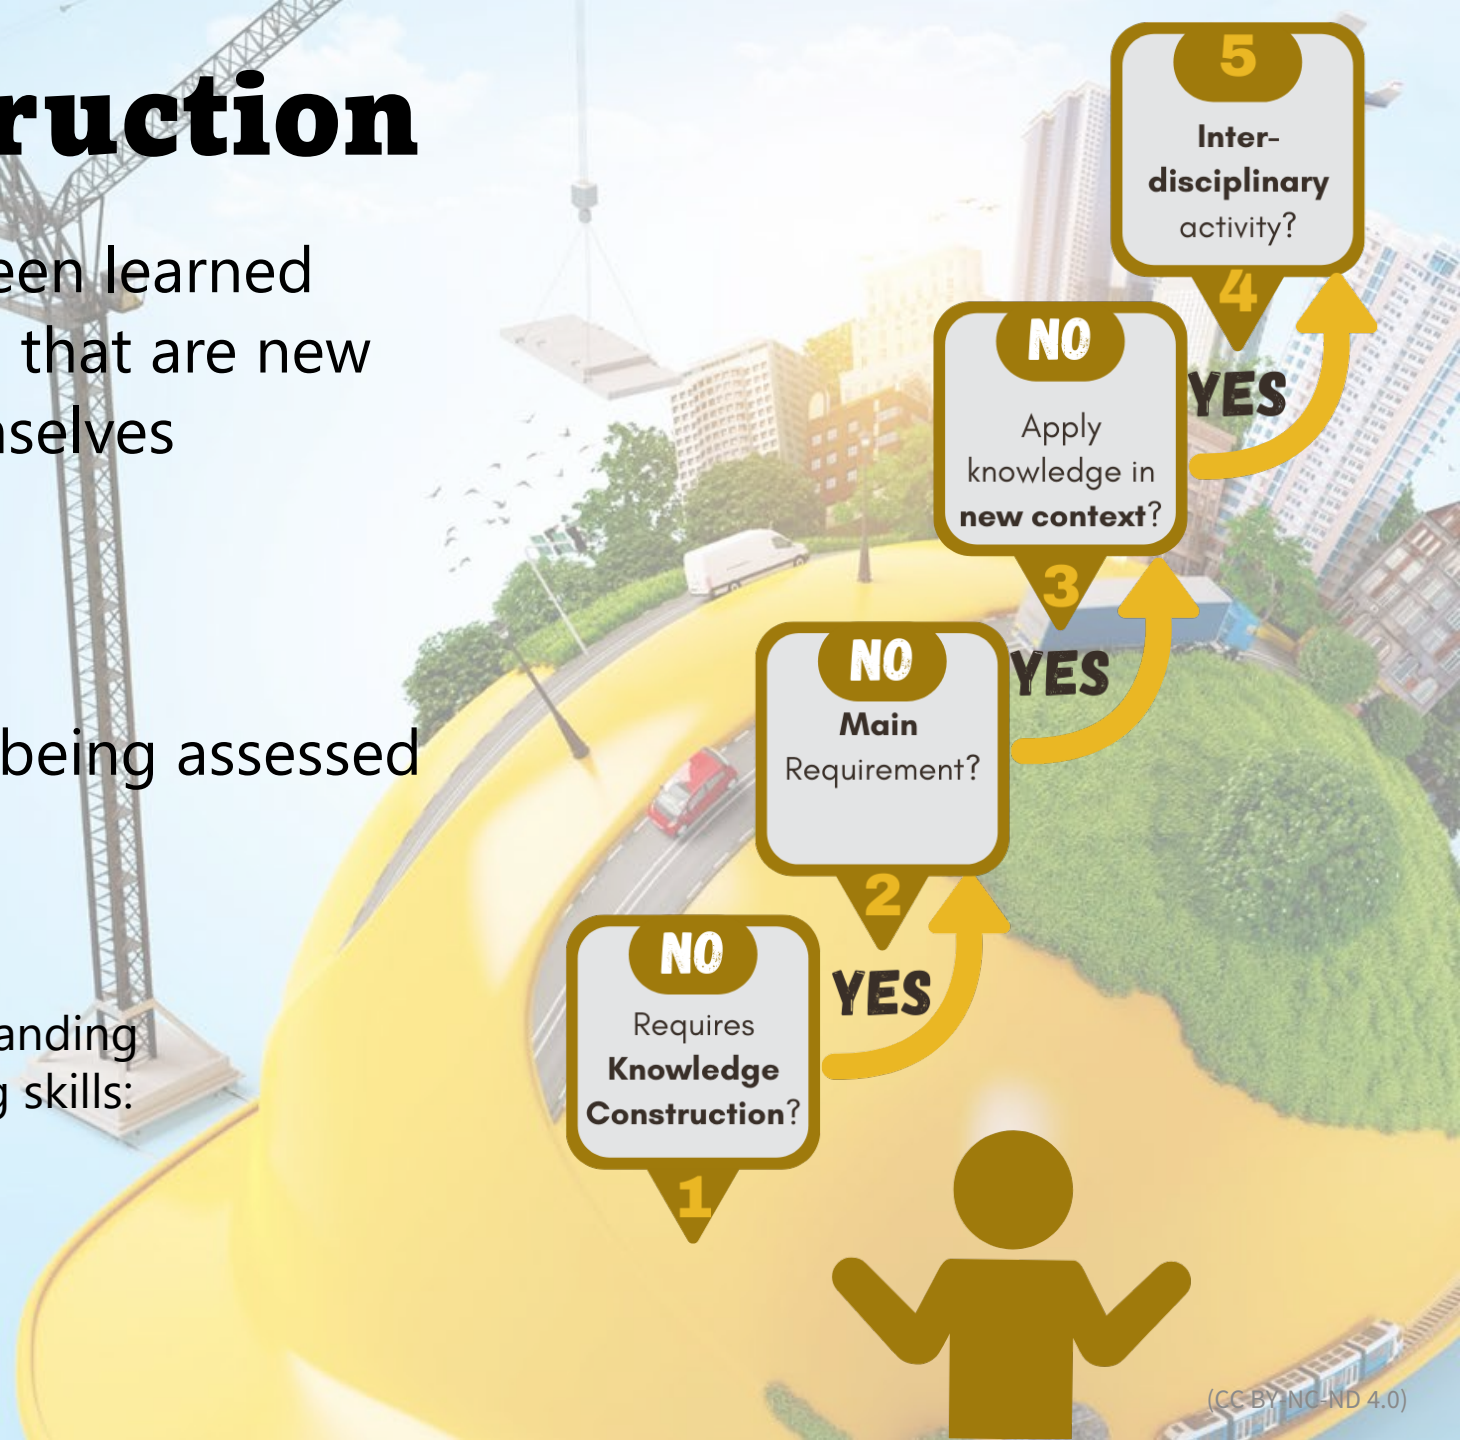 ruction
een learned
that are new
nselves
being assessed
anding
g skills:
5
Inter-
disciplinary
activity?
4
NO
YES
Apply
knowledge in
new context?
3
NO
YES
Main
Requirement?
2
NO
YES
Requires
Knowledge
Construction?
1
(CC BY-NC-ND 4.0)